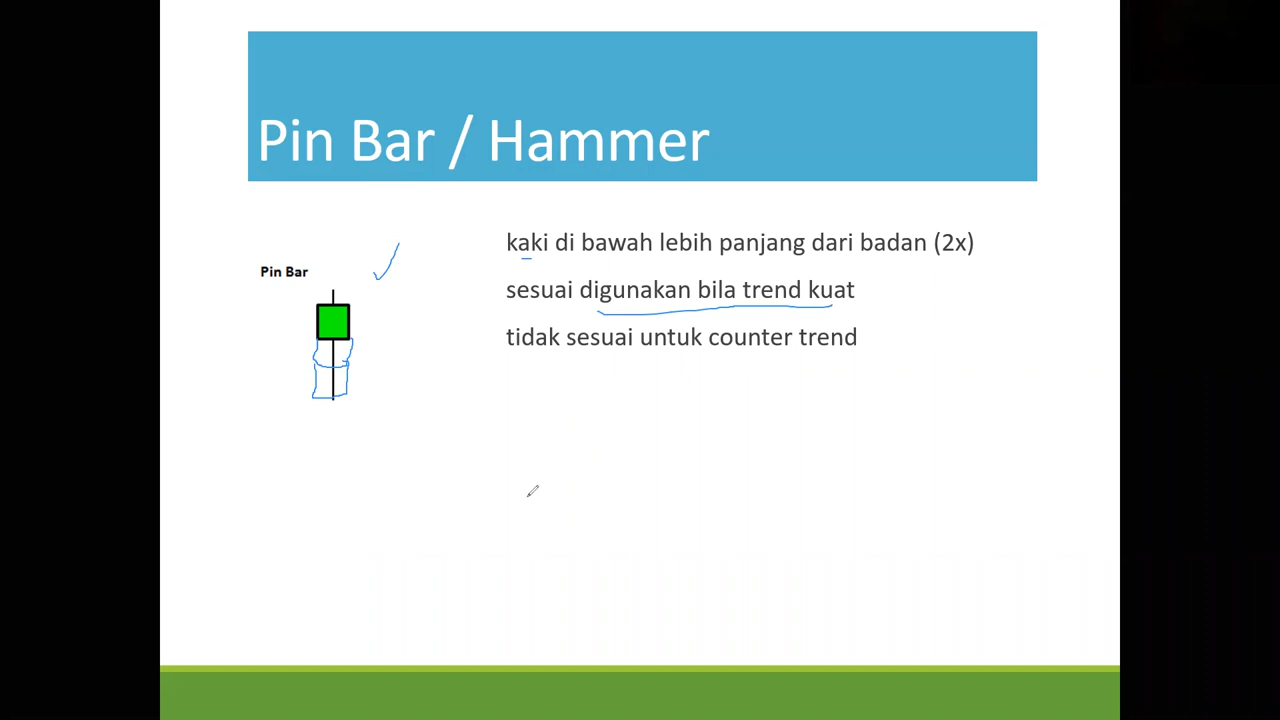 Pin Bar / Hammer
Pin Bar
kaki di bawah lebih panjang dari badan (2x)
sesuai digunakan bila trend kuat
tidak sesuai untuk counter trend